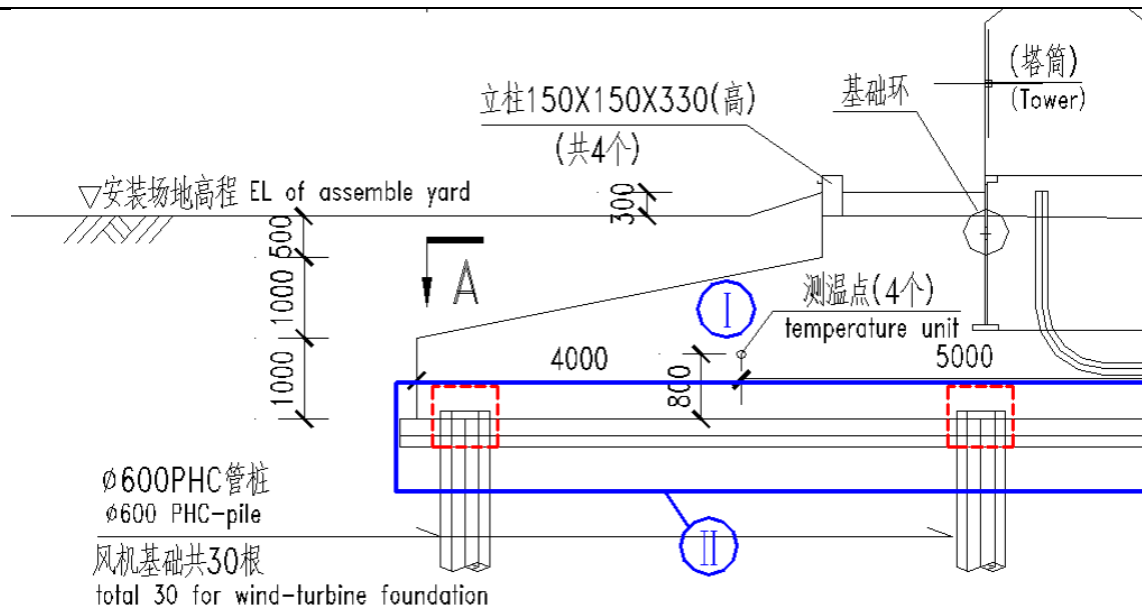 (塔筒)
(Tower)
立柱150X150X330(高)
(共4个)
基础环
▽安装场地高程 EL of assemble yard
300
500
A
1000
I
测温点(4个)
temperature unit
4000
5000
1000
800
Ø600PHC管桩
Ø600 PHC-pile
II
风机基础共30根
total 30 for wind-turbine foundation